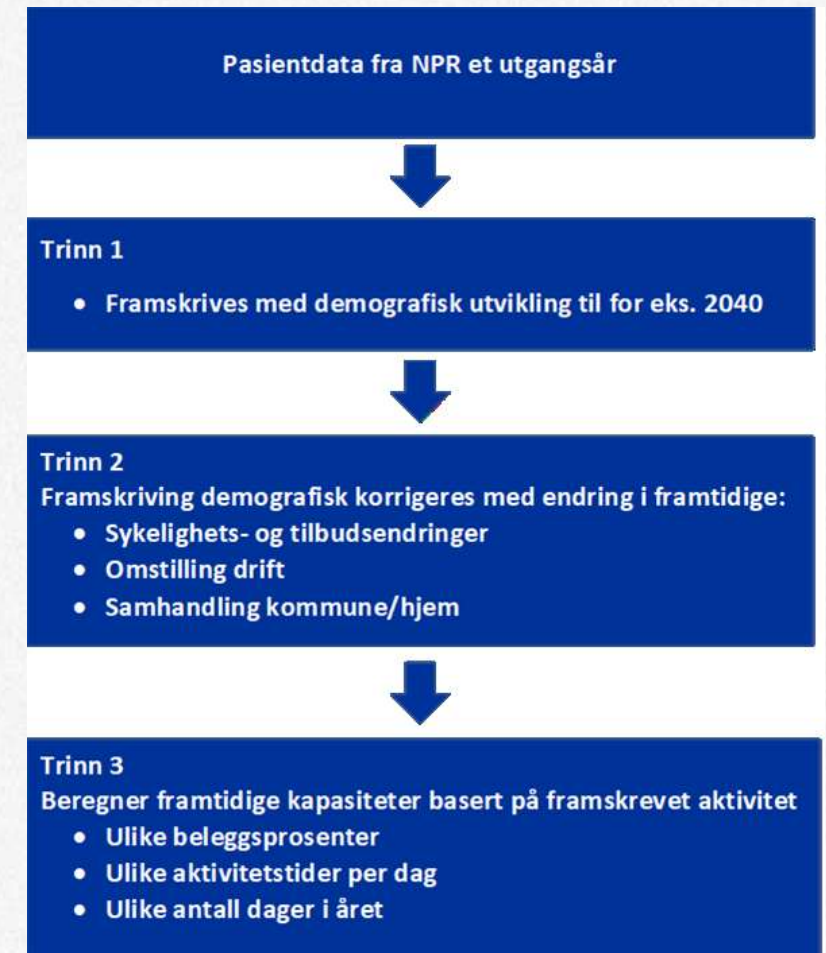 Pasientdata fra NPR et utgangsår
Trinn 1
• Framskrives med demografisk utvikling til for eks. 2040
Trinn 2
Framskriving demografisk korrigeres med endring i framtidige:
• Sykelighets- og tilbudsendringer
• Omstilling drift
• Samhandling kommune/hjem
Trinn 3
Beregner framtidige kapasiteter basert på framskrevet aktivitet
• Ulike beleggsprosenter
• Ulike aktivitetstider per dag
• Ulike antall dager i året